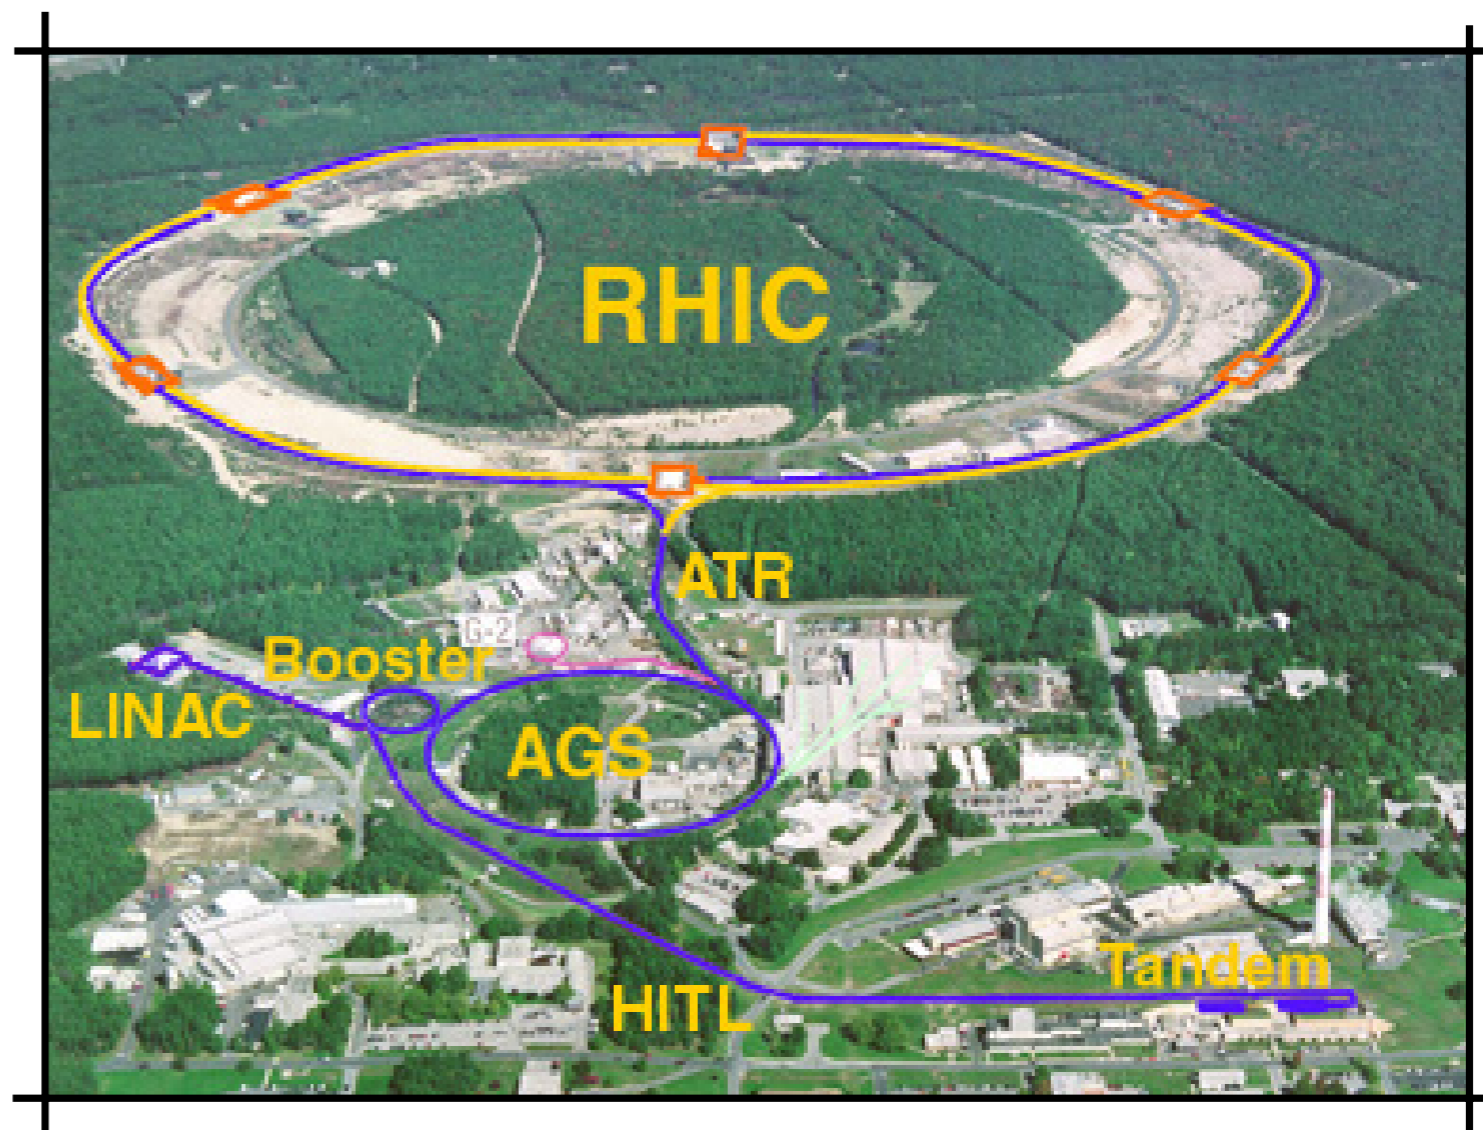 RHIC
ATR
G-2
Booster
LINAC
AGS
Tandem
HITL